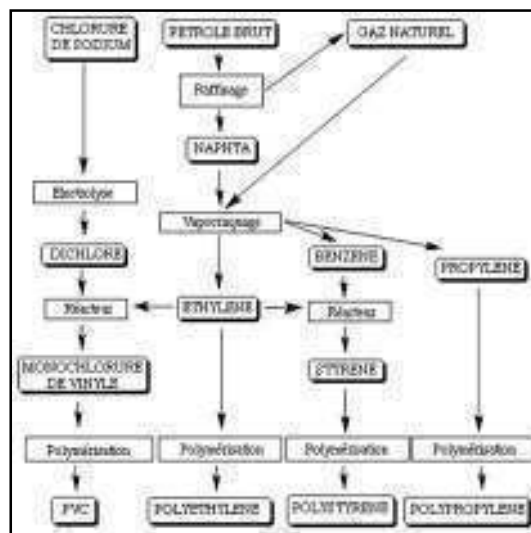 CHLORURE
DE SODIUM
PETROLE BRUT
GAZ NATUREL
Raffinage
NAPHTA
Electrolyse
Vapocraquage
DICHLORE
BENZENE
PROPYLENE
Réacteur
ETHYLENE
Réacteur
MONOCHLORURE
DE VINYLE
STYRENE
Polymérisation
Polymérisation
Polymérisation
Polymérisation
PVC
POLYETHYLENE
POLYSTYRENE
POLYPROPYLENE